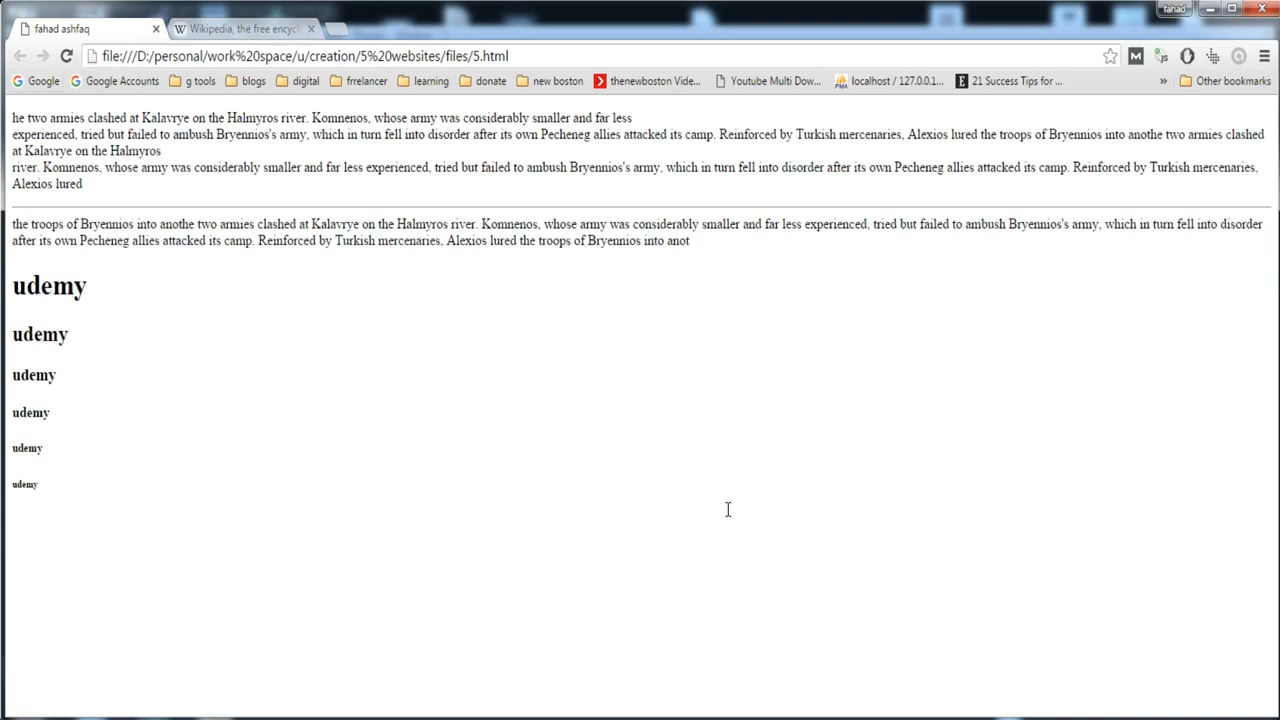 fahad
fahad ashfaq
Wikipedia, the free encycl
file:///D:/personal/work%20space/u/creation/5%20websites/files/5.html
Google
Google Accounts
g tools
blogs
digital
frrelancer
learning
donate
new boston
thenewboston Vide...
Youtube Multi Dow...
localhost / 127.0.0.1...
21 Success Tips for ...
»
Other bookmarks
he two armies clashed at Kalavrye on the Halmyros river. Komnenos, whose army was considerably smaller and far less
experienced, tried but failed to ambush Bryennios's army, which in turn fell into disorder after its own Pecheneg allies attacked its camp. Reinforced by Turkish mercenaries, Alexios lured the troops of Bryennios into anothe two armies clashed
at Kalavrye on the Halmyros
river. Komnenos, whose army was considerably smaller and far less experienced, tried but failed to ambush Bryennios's army, which in turn fell into disorder after its own Pecheneg allies attacked its camp. Reinforced by Turkish mercenaries,
Alexios lured
the troops of Bryennios into anothe two armies clashed at Kalavrye on the Halmyros river. Komnenos, whose army was considerably smaller and far less experienced, tried but failed to ambush Bryennios's army, which in turn fell into disorder
after its own Pecheneg allies attacked its camp. Reinforced by Turkish mercenaries, Alexios lured the troops of Bryennios into anot
udemy
udemy
udemy
udemy
udemy
udemy